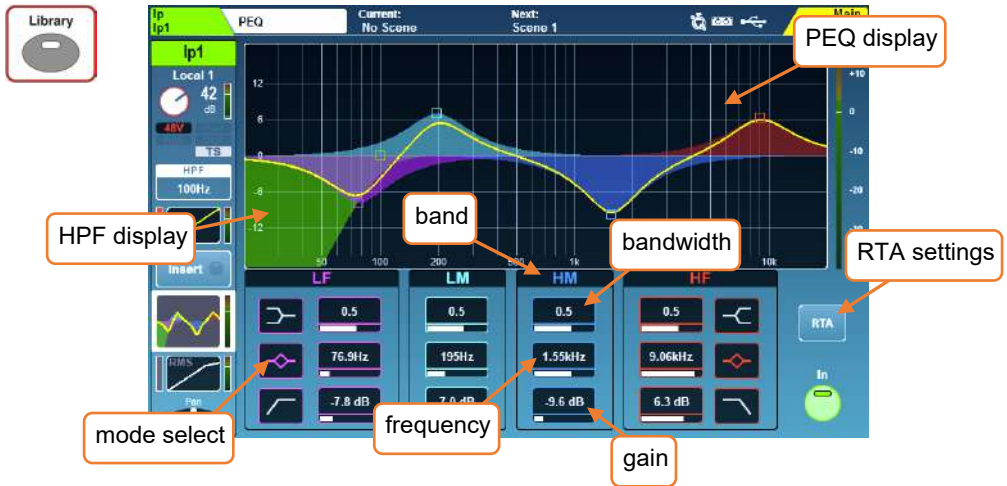 Library
Ip
Ip1
PEQ
Current:
No Scene
Next:
Scene 1
Main
PEQ display
Ip1
Local 1
42
dB
48V
TS
HPF
100Hz
Insert
RMS
Pan
12
6
0
-6
-12
50
100
200
500
1k
10k
+10
0
-10
-20
-30
HPF display
band
bandwidth
RTA settings
LF
LM
HM
HF
0.5
0.5
0.5
0.5
76.9Hz
195Hz
1.55kHz
9.06kHz
-7.8 dB
7.0 dB
-9.6 dB
6.3 dB
RTA
In
mode select
frequency
gain